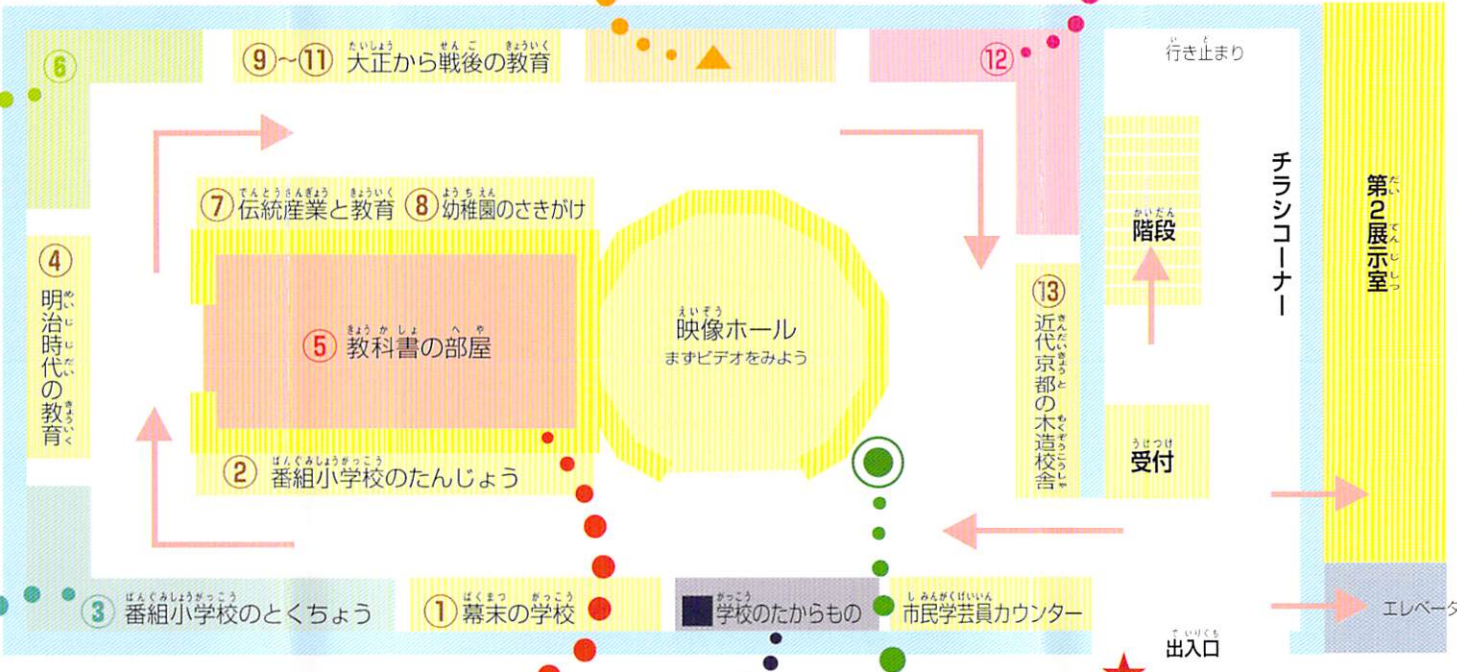 ⑥
⑨～⑪ 大正から戦後の教育
⑫
行き止まり
チラシコーナー
第2展示室
階段
⑦ 伝統産業と教育 ⑧ 幼稚園のさきがけ
④ 明治時代の教育
⑤ 教科書の部屋
映像ホール
まずビデオをみよう
⑬ 近代京都の木造校舎
受付
② 番組小学校のたんじょう
③ 番組小学校のとくちょう
① 幕末の学校
学校のたからもの
市民学芸員カウンター
出入口
エレベータ